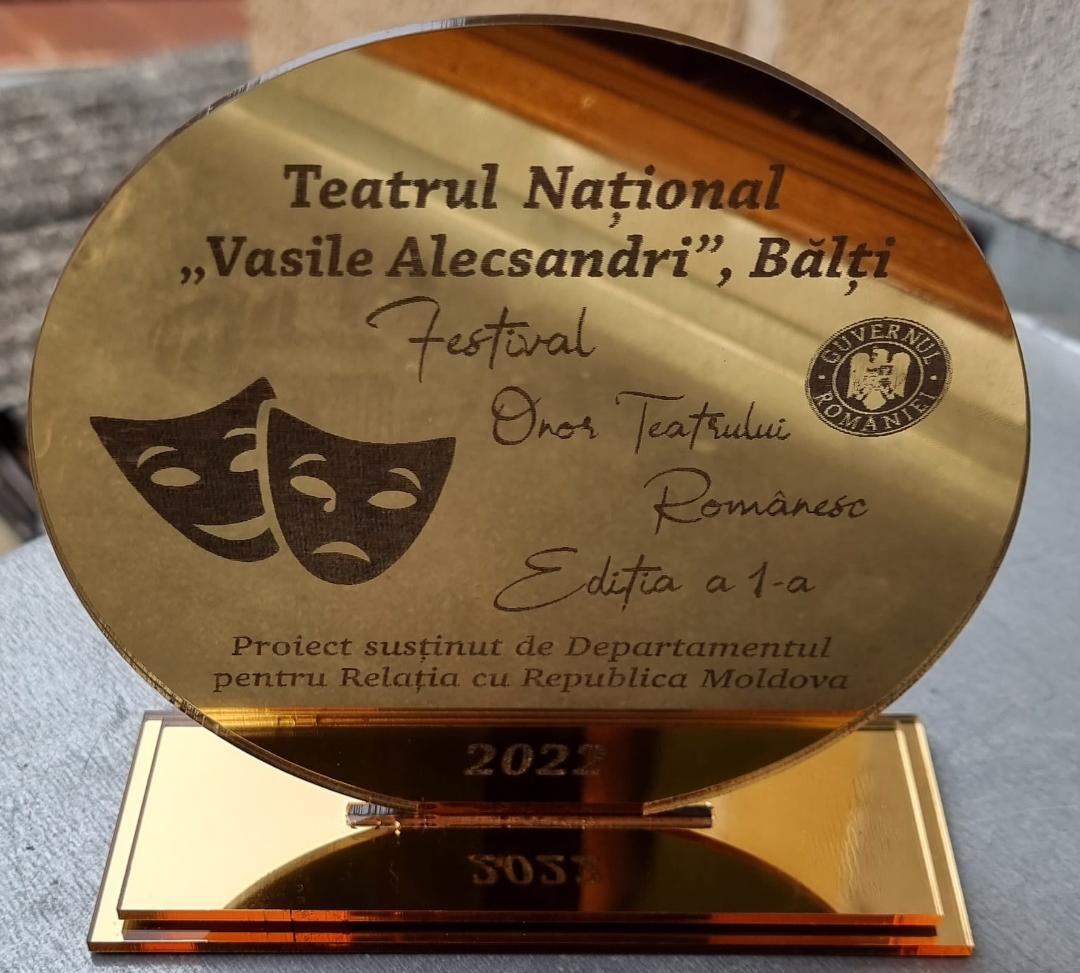 Teatrul Național
„Vasile Alecsandri”, Bălți
Festival
Onor Teatrului
Românesc
Ediția a 1-a
GUVERNUL
ROMÂNIEI
Proiect susținut de Departamentul
pentru Relația cu Republica Moldova
2022